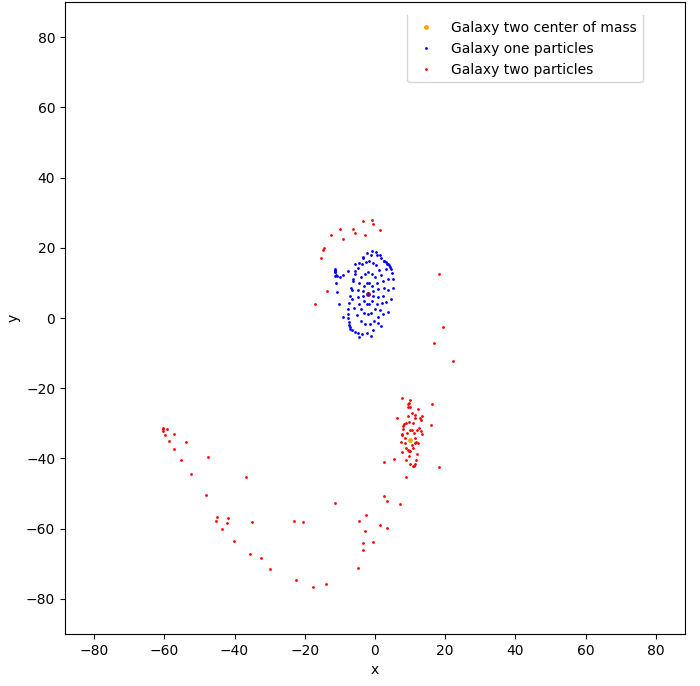 Galaxy two center of mass
Galaxy one particles
Galaxy two particles
80
60
40
20
0
−20
−40
−60
−80
y
−80 −60 −40 −20 0 20 40 60 80
x